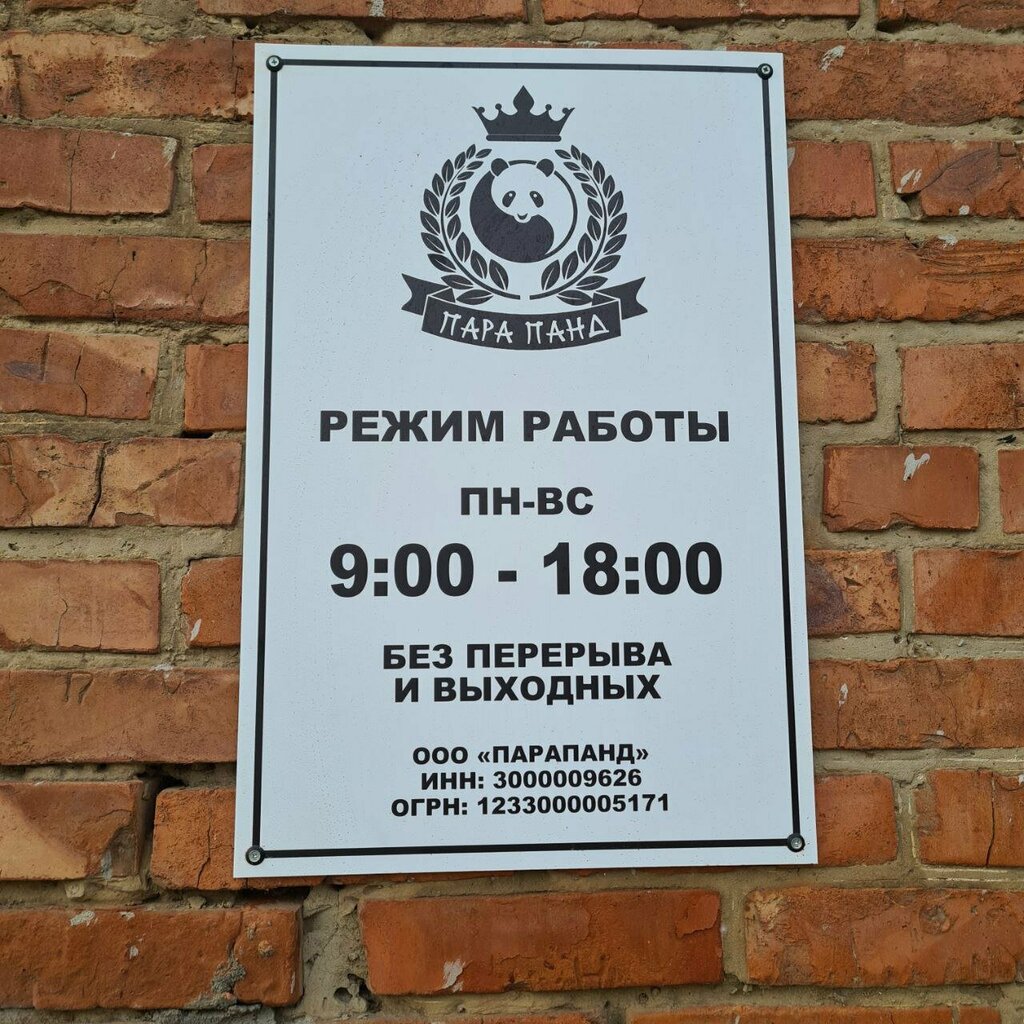 ПАРА ПАНД
РЕЖИМ РАБОТЫ
ПН-ВС
9:00 - 18:00
БЕЗ ПЕРЕРЫВА
И ВЫХОДНЫХ
ООО «ПАРАПАНД»
ИНН: 3000009626
ОГРН: 1233000005171